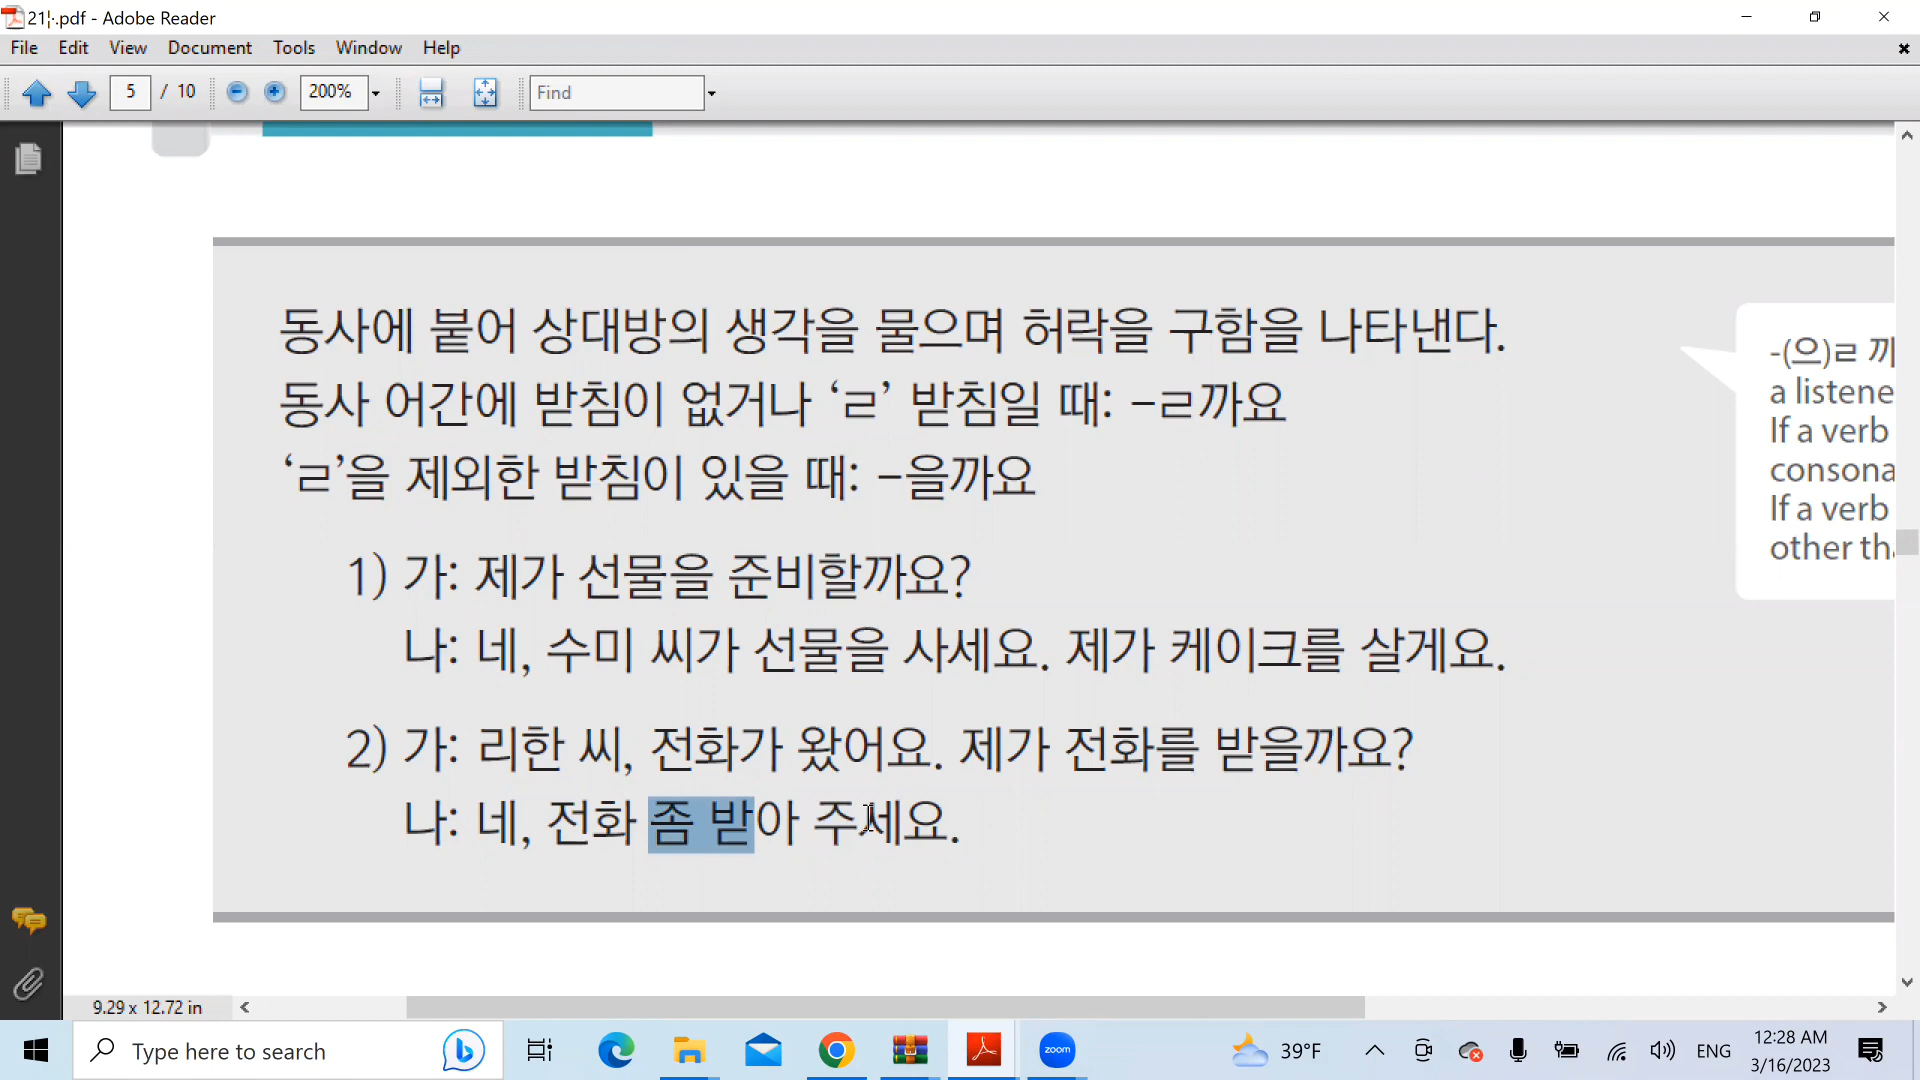 21¦·.pdf - Adobe Reader
File Edit View Document Tools Window Help
5 / 10 200% Find
동사에 붙어 상대방의 생각을 물으며 허락을 구함을 나타낸다.
동사 어간에 받침이 없거나 ‘ㄹ’ 받침일 때: -ㄹ까요
‘ㄹ’을 제외한 받침이 있을 때: -을까요
1) 가: 제가 선물을 준비할까요?
나: 네, 수미 씨가 선물을 사세요. 제가 케이크를 살게요.
2) 가: 리한 씨, 전화가 왔어요. 제가 전화를 받을까요?
나: 네, 전화 좀 받아 주세요.
-(으)ㄹ 까
a listene
If a verb
consona
If a verb
other th
9.29 x 12.72 in
Type here to search
zoom
39°F
ENG
12:28 AM
3/16/2023